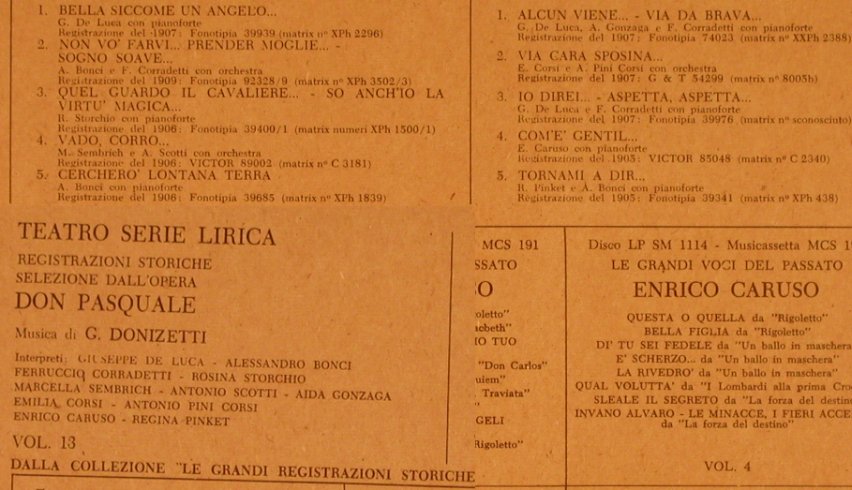 1. BELLA SICCOME UN ANGELO...
G. De Luca con pianoforte
Registrazione del 1907: Fonotipia 39939 (matrix nº XPh 2296)
2. NON VO' FARVI... PRENDER MOGLIE... -
SOGNO SOAVE...
A. Bonci e F. Corradetti con orchestra
Registrazione del 1909: Fonotipia 92328/9 (matrix nº XPh 3502/3)
3. QUEL GUARDO IL CAVALIERE... - SO ANCH'IO LA
VIRTU' MAGICA...
R. Storchio con pianoforte
Registrazione del 1906: Fonotipia 39400/1 (matrix numeri XPh 1500/1)
4. VADO, CORRO...
M. Sembrich e A. Scotti con orchestra
Registrazione del 1906: VICTOR 89002 (matrix nº C 3181)
5. CERCHERO' LONTANA TERRA
A. Bonci con pianoforte
Registrazione del 1906: Fonotipia 39685 (matrix nº XPh 1839)
1. ALCUN VIENE... - VIA DA BRAVA...
G. De Luca, A. Gonzaga e F. Corradetti con pianoforte
Registrazione del 1907: Fonotipia 74023 (matrix nº XXPh 2388)
2. VIA CARA SPOSINA...
E. Corsi e A. Pini Corsi con orchestra
Registrazione del 1907: G & T 54299 (matrix nº 8005h)
3. IO DIREI... - ASPETTA, ASPETTA...
G. De Luca e F. Corradetti con pianoforte
Registrazione del 1907: Fonotipia 39976 (matrix nº sconosciuto)
4. COM'E' GENTIL...
E. Caruso con pianoforte
Registrazione del 1905: VICTOR 85048 (matrix nº C 2340)
5. TORNAMI A DIR...
R. Pinket e A. Bonci con pianoforte
Registrazione del 1905: Fonotipia 39341 (matrix nº XPh 438)
TEATRO SERIE LIRICA
REGISTRAZIONI STORICHE
SELEZIONE DALL'OPERA
DON PASQUALE
Musica di G. DONIZETTI
Interpreti: GIUSEPPE DE LUCA - ALESSANDRO BONCI
FERRUCCIO CORRADETTI - ROSINA STORCHIO
MARCELLA SEMBRICH - ANTONIO SCOTTI - AIDA GONZAGA
EMILIA CORSI - ANTONIO PINI CORSI
ENRICO CARUSO - REGINA PINKET
VOL. 13
DALLA COLLEZIONE "LE GRANDI REGISTRAZIONI STORICHE
MCS 191
SSATO
O
oletto"
acbeth"
IO TUO
"Don Carlos"
uiem"
Traviata"
"
GELI
Rigoletto"
Disco LP SM 1114 - Musicassetta MCS 1
LE GRANDI VOCI DEL PASSATO
ENRICO CARUSO
QUESTA O QUELLA da "Rigoletto"
BELLA FIGLIA da "Rigoletto"
DI' TU SEI FEDELE da "Un ballo in maschera
E' SCHERZO... da "Un ballo in maschera"
LA RIVEDRO' da "Un ballo in maschera"
QUAL VOLUTTA' da "I Lombardi alla prima Cro
SLEALE IL SEGRETO da "La forza del destino
INVANO ALVARO - LE MINACCE, I FIERI ACCE
da "La forza del destino"
VOL. 4